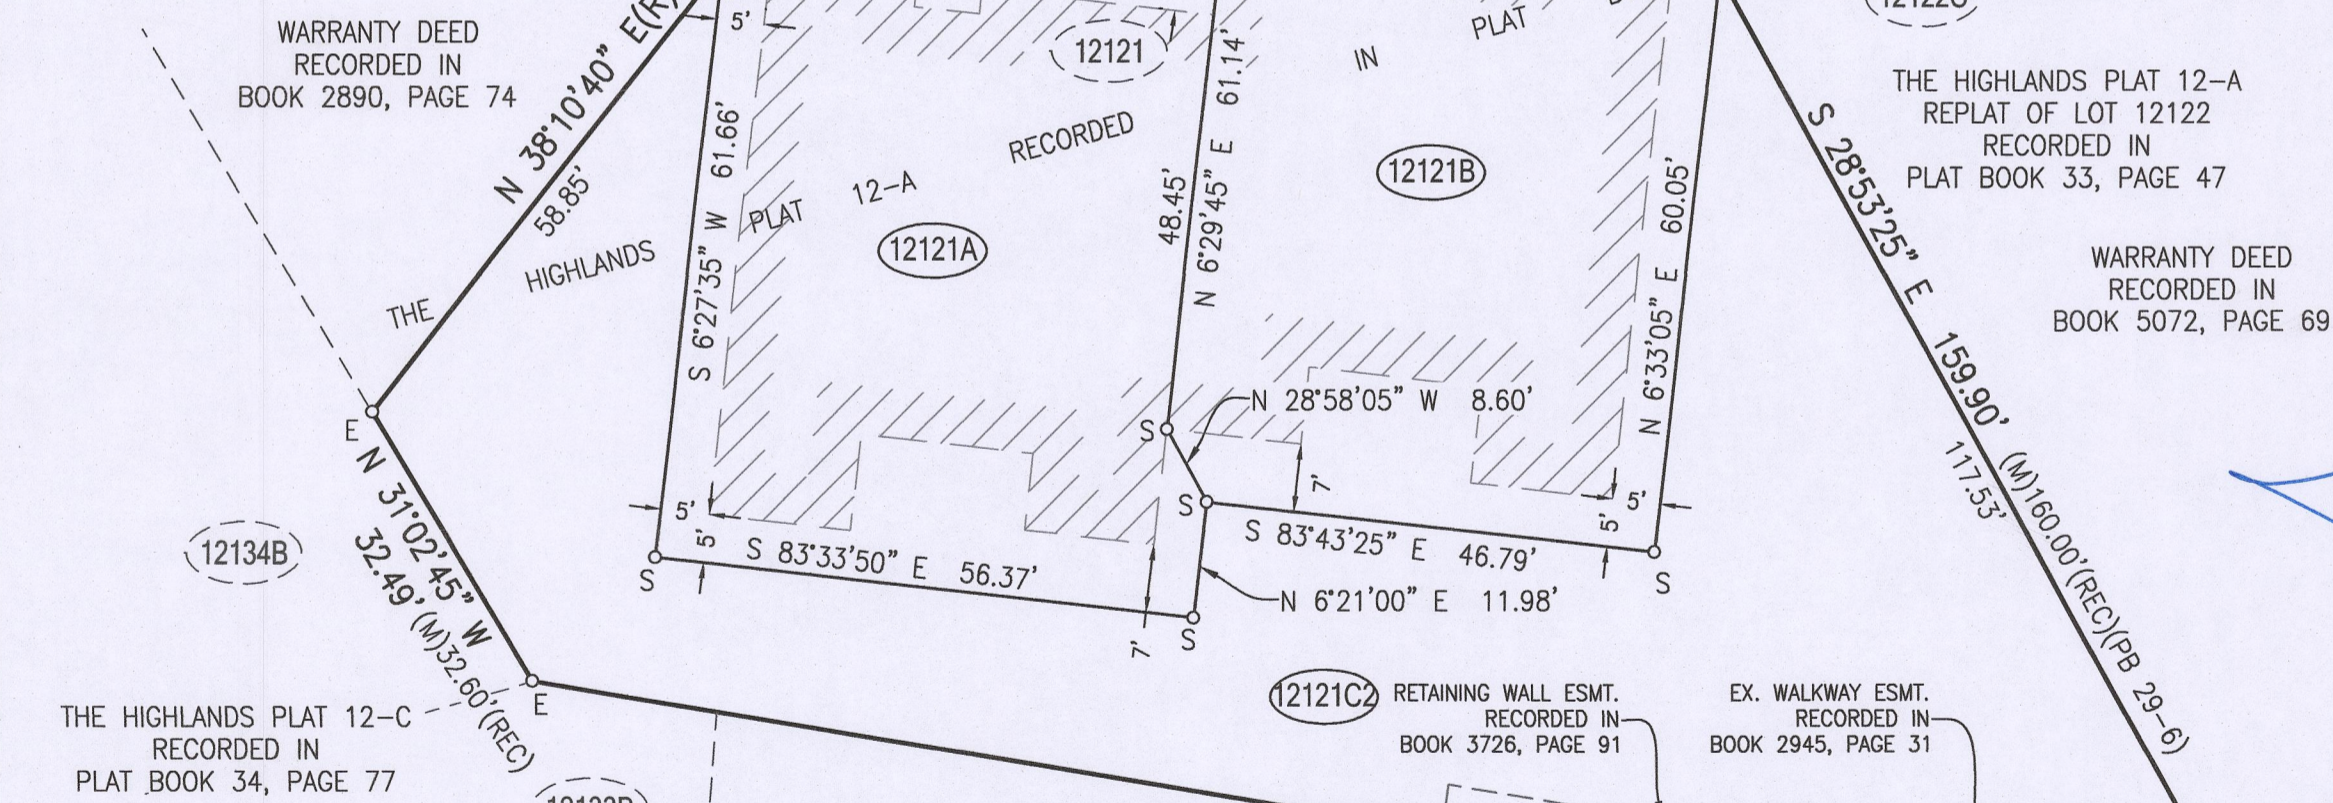 WARRANTY DEED
RECORDED IN
BOOK 2890, PAGE 74
N 38°10'40" E(R)
58.85'
5'
12121
61.14'
IN
PLAT
THE HIGHLANDS PLAT 12-A
REPLAT OF LOT 12122
RECORDED IN
PLAT BOOK 33, PAGE 47
WARRANTY DEED
RECORDED IN
BOOK 5072, PAGE 69
S 6°27'35" W 61.66'
THE
HIGHLANDS
PLAT
12-A
RECORDED
12121A
48.45'
N 6°29'45" E
12121B
N 6°33'05" E 60.05'
S 28°53'25" E 159.90' (M)160.00'(REC)(PB 29-6)
117.53'
E
N 31°02'45" W
32.49'(M)32.60'(REC)
12134B
S
N 28°58'05" W 8.60'
S
7'
5'
5'
5'
5'
S 83°33'50" E 56.37'
S 83°43'25" E 46.79'
S
S
N 6°21'00" E 11.98'
7'
S
E
THE HIGHLANDS PLAT 12-C
RECORDED IN
PLAT BOOK 34, PAGE 77
12121C2
RETAINING WALL ESMT.
RECORDED IN
BOOK 3726, PAGE 91
EX. WALKWAY ESMT.
RECORDED IN
BOOK 2945, PAGE 31